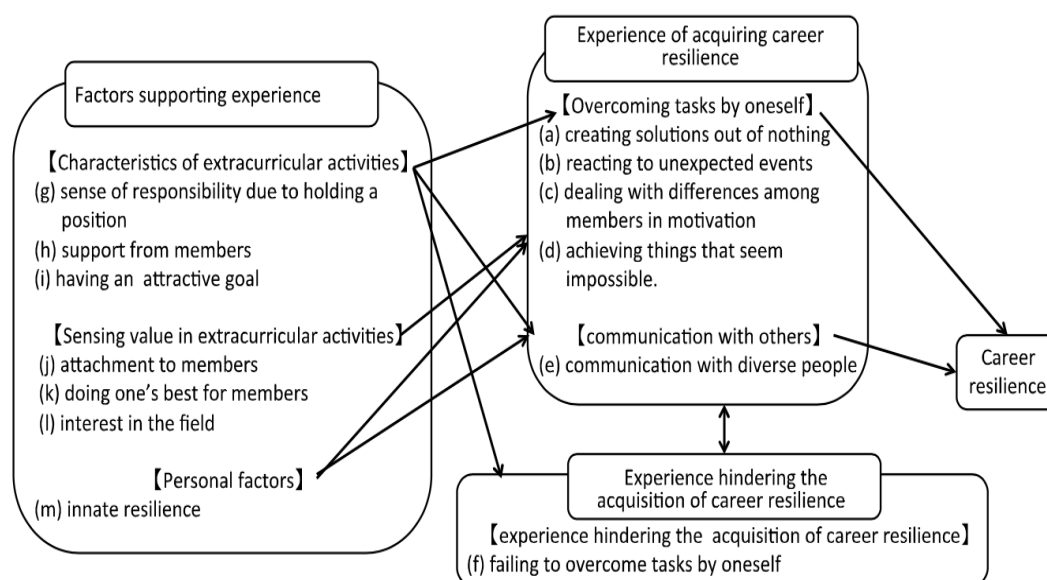 Factors supporting experience
【Characteristics of extracurricular activities】
(g) sense of responsibility due to holding a
position
(h) support from members
(i) having an attractive goal
【Sensing value in extracurricular activities】
(j) attachment to members
(k) doing one's best for members
(l) interest in the field
【Personal factors】
(m) innate resilience
Experience of acquiring career
resilience
【Overcoming tasks by oneself】
(a) creating solutions out of nothing
(b) reacting to unexpected events
(c) dealing with differences among
members in motivation
(d) achieving things that seem
impossible.
【communication with others】
(e) communication with diverse people
Career
resilience
Experience hindering the
acquisition of career resilience
【experience hindering the acquisition of career resilience】
(f) failing to overcome tasks by oneself